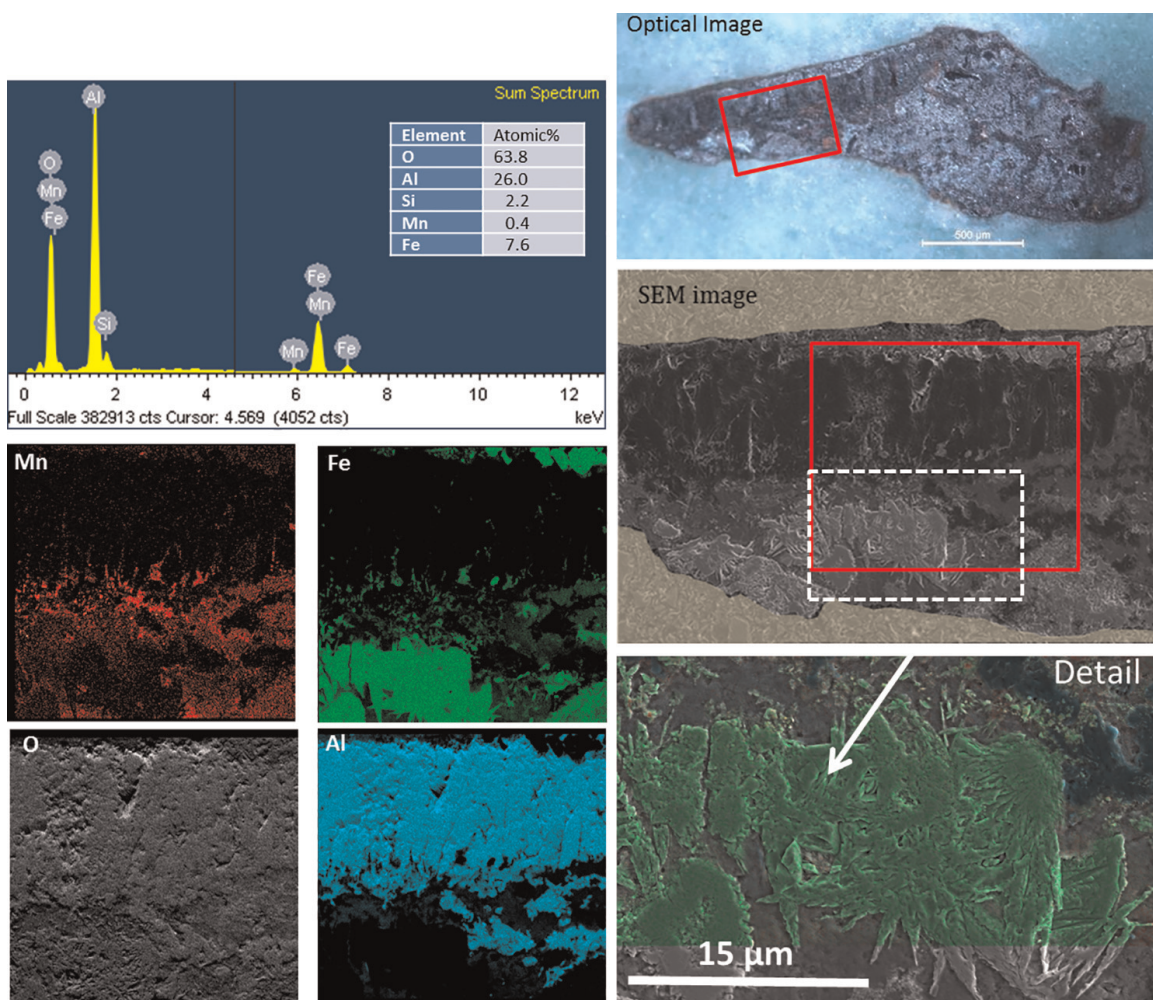 Optical Image
500 µm
Sum Spectrum
Al
O
Mn
Fe
Si
Fe
Mn
Mn
Fe
Element Atomic%
O 63.8
Al 26.0
Si 2.2
Mn 0.4
Fe 7.6
0 2 4 6 8 10 12
Full Scale 382913 cts Cursor: 4.569 (4052 cts) keV
SEM image
Mn
Fe
O
Al
Detail
15 µm